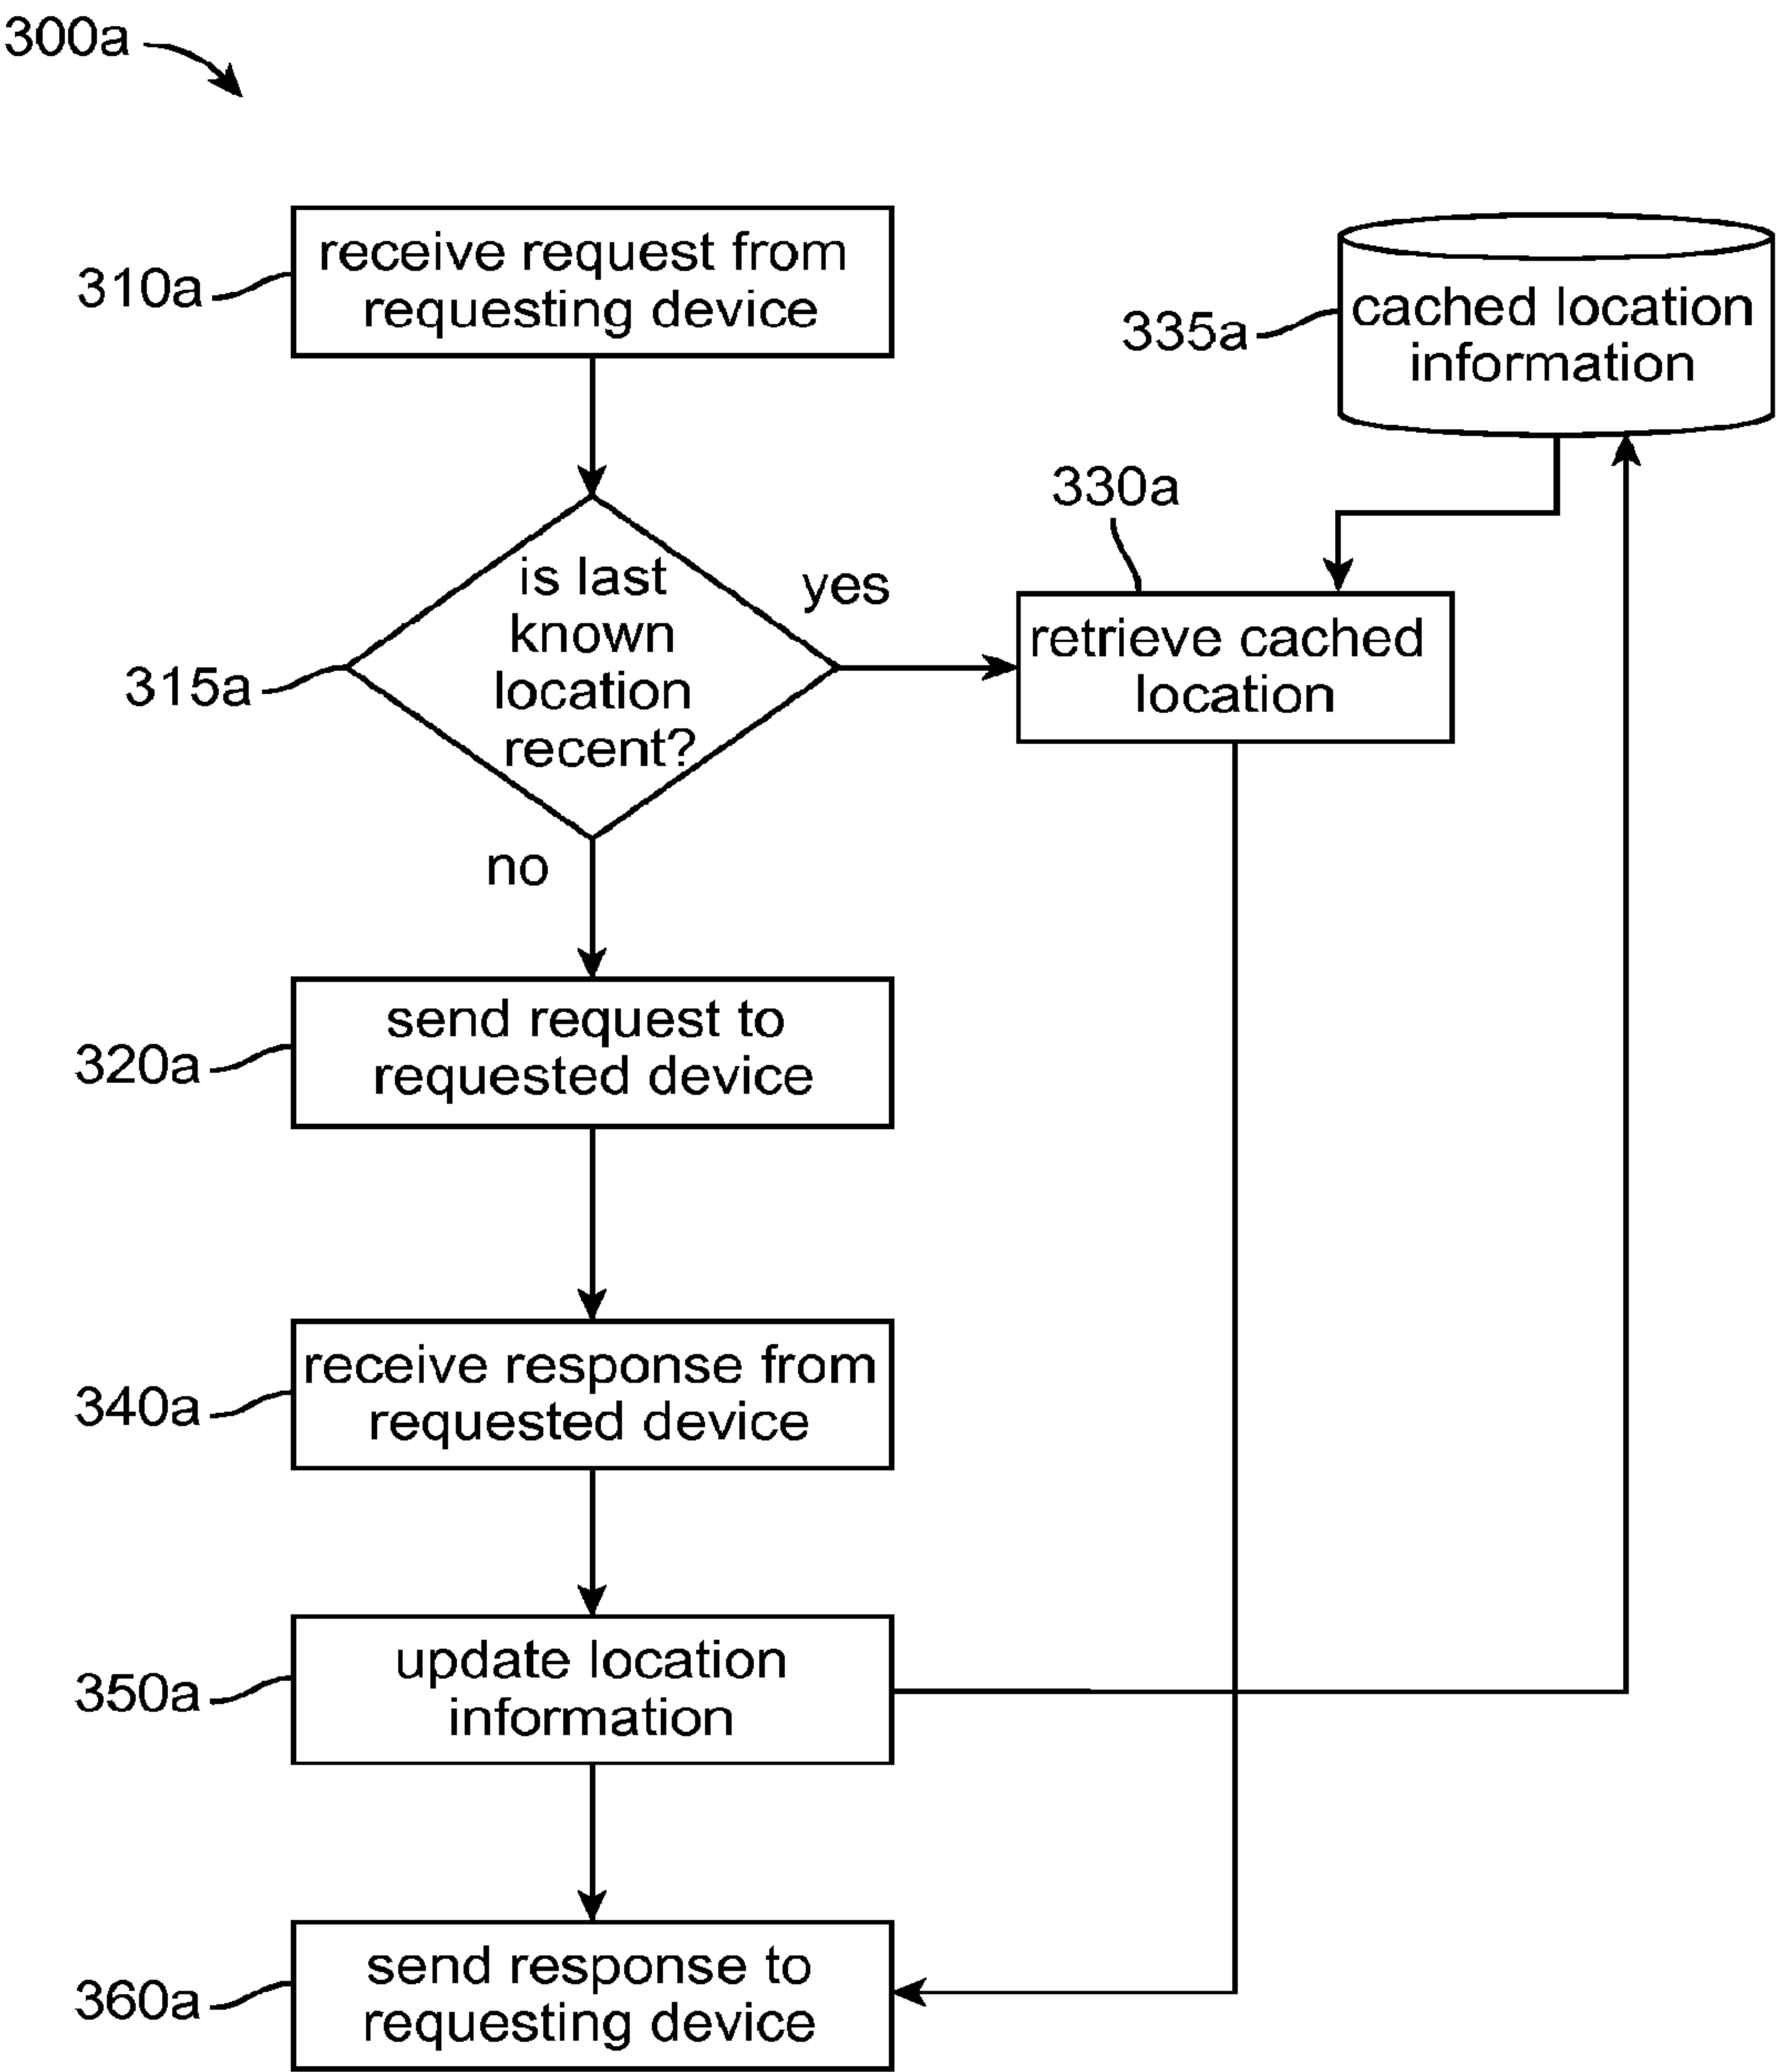 300a
310a
receive request from
requesting device
335a
cached location
information
315a
is last
known
location
recent?
yes
330a
retrieve cached
location
no
320a
send request to
requested device
340a
receive response from
requested device
350a
update location
information
360a
send response to
requesting device